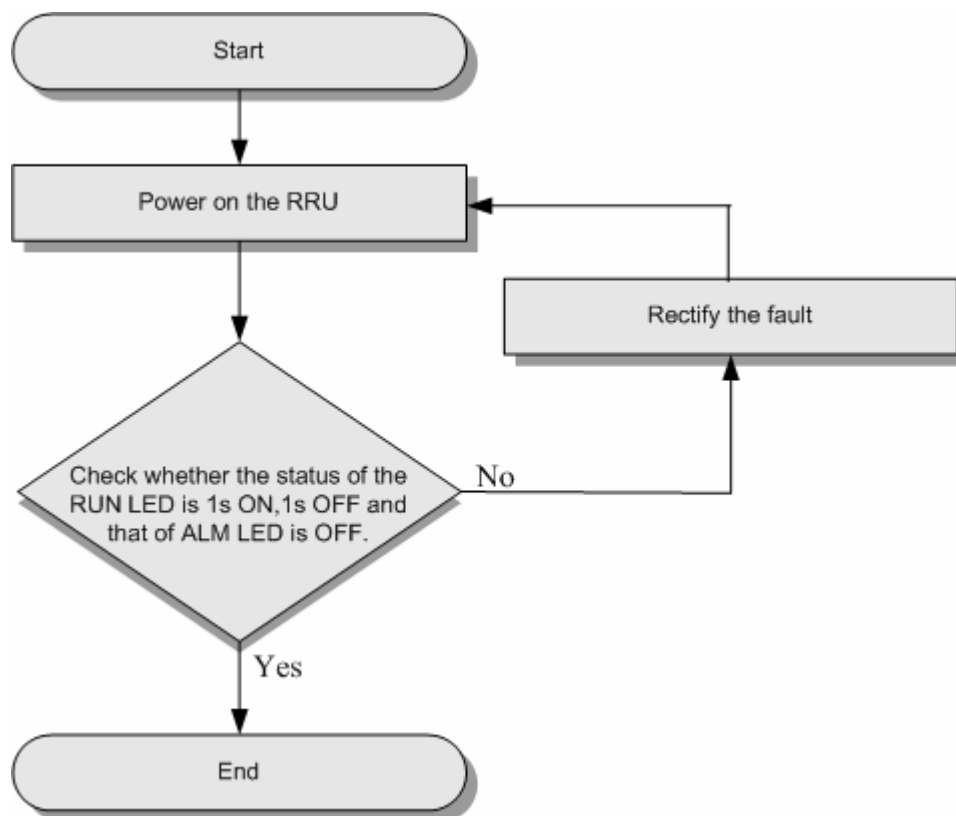 Start
Power on the RRU
Rectify the fault
Check whether the status of the
RUN LED is 1s ON,1s OFF and
that of ALM LED is OFF.
No
Yes
End